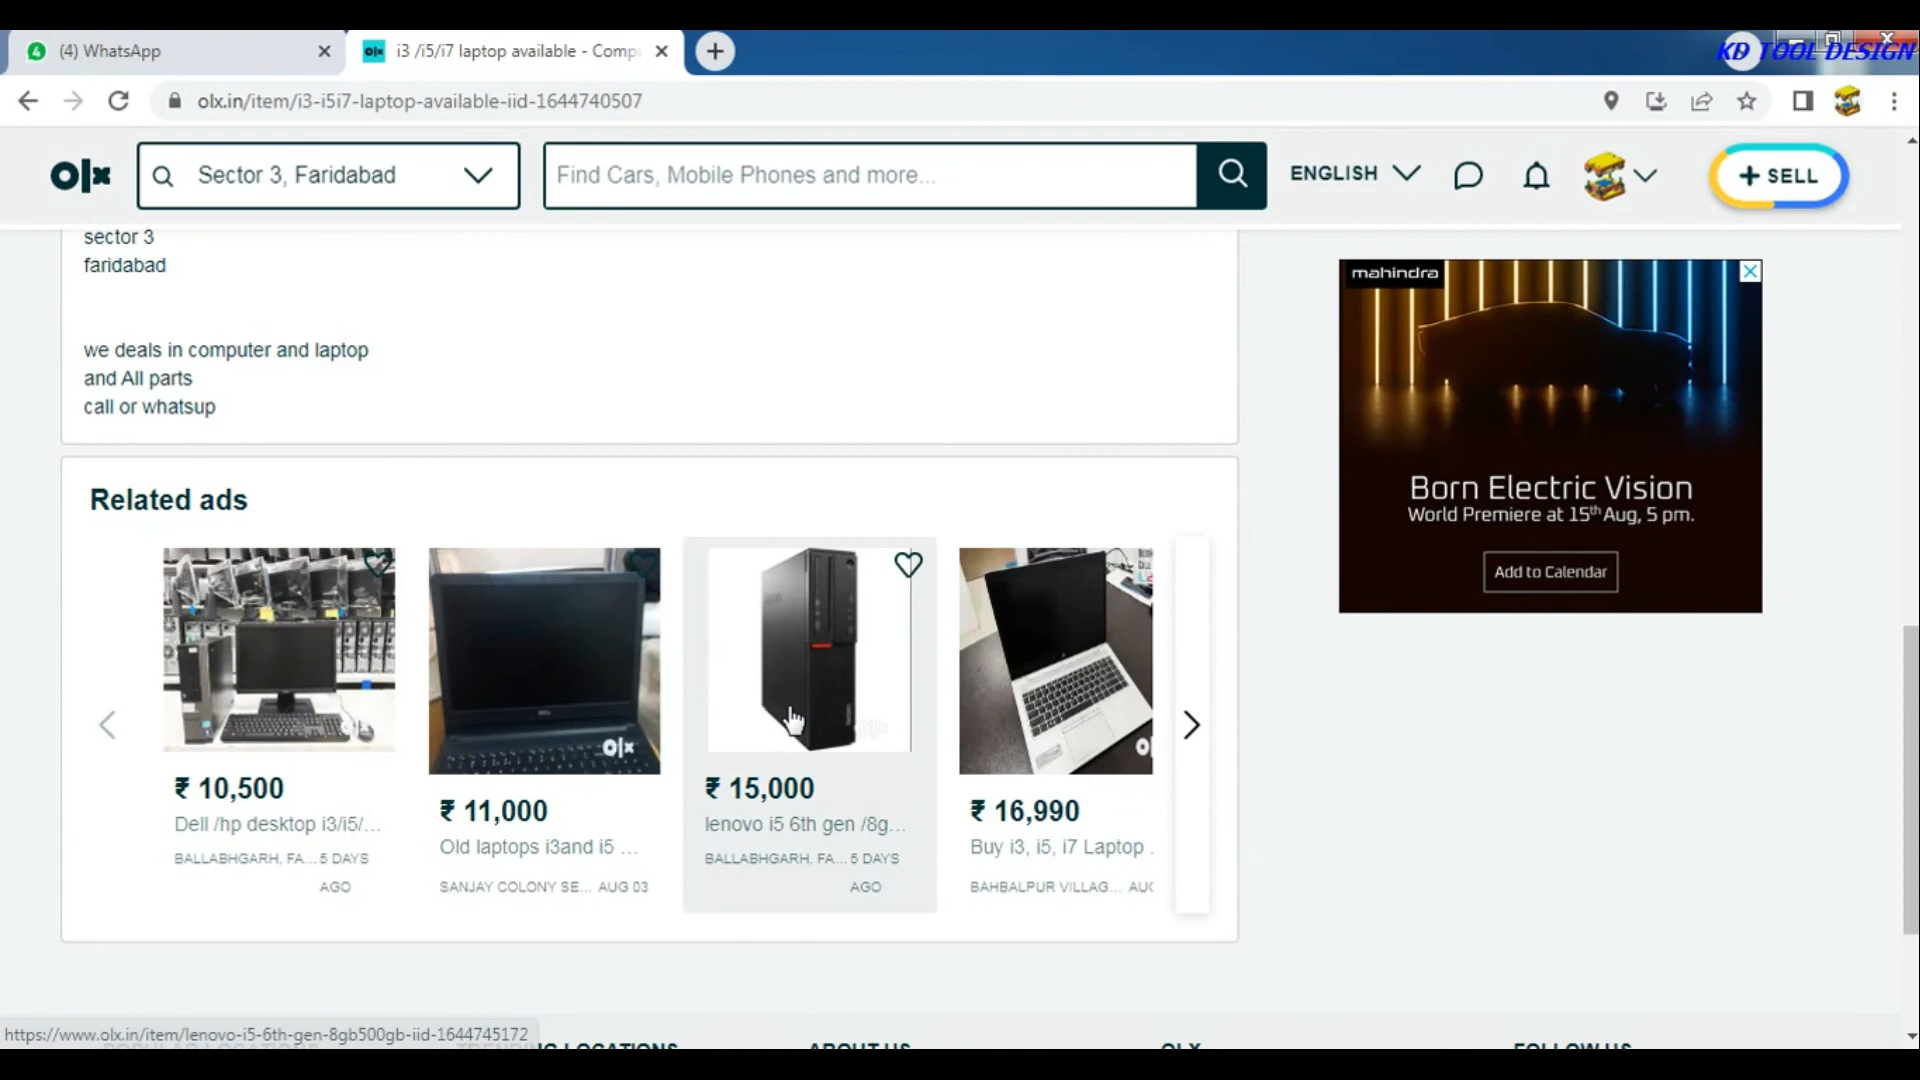 (4) WhatsApp
olx i3 /i5/i7 laptop available - Comp
KD TOOL DESIGN
olx.in/item/i3-i5i7-laptop-available-iid-1644740507
olx
Sector 3, Faridabad
Find Cars, Mobile Phones and more...
ENGLISH
+ SELL
sector 3
faridabad
we deals in computer and laptop
and All parts
call or whatsup
mahindra
Born Electric Vision
World Premiere at 15th Aug, 5 pm.
Add to Calendar
Related ads
olx
₹ 10,500
Dell /hp desktop i3/i5/...
BALLABHGARH, FA... 5 DAYS
AGO
₹ 11,000
Old laptops i3and i5 ...
SANJAY COLONY SE... AUG 03
₹ 15,000
lenovo i5 6th gen /8g...
BALLABHGARH, FA... 5 DAYS
AGO
₹ 16,990
Buy i3, i5, i7 Laptop .
BAHBALPUR VILLAG...
https://www.olx.in/item/lenovo-i5-6th-gen-8gb500gb-iid-1644745172
TRENDING LOCATIONS
ABOUT US
OLX
FOLLOW US